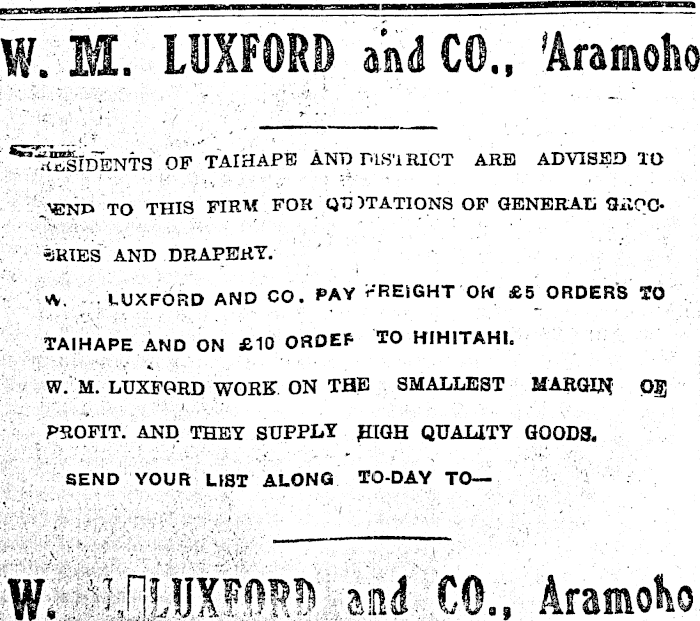 W. M. LUXFORD and CO., 'Aramoho
RESIDENTS OF TAIHAPE AND DISTRICT ARE ADVISED TO
SEND TO THIS FIRM FOR QUOTATIONS OF GENERAL GROC-
ERIES AND DRAPERY.
W. LUXFORD AND CO. PAY FREIGHT ON £5 ORDERS TO
TAIHAPE AND ON £10 ORDER TO HIHITAHI.
W. M. LUXFORD WORK ON THE SMALLEST MARGIN OF
PROFIT. AND THEY SUPPLY HIGH QUALITY GOODS.
SEND YOUR LIST ALONG TO-DAY TO—
W. LUXFORD and CO., Aramoho